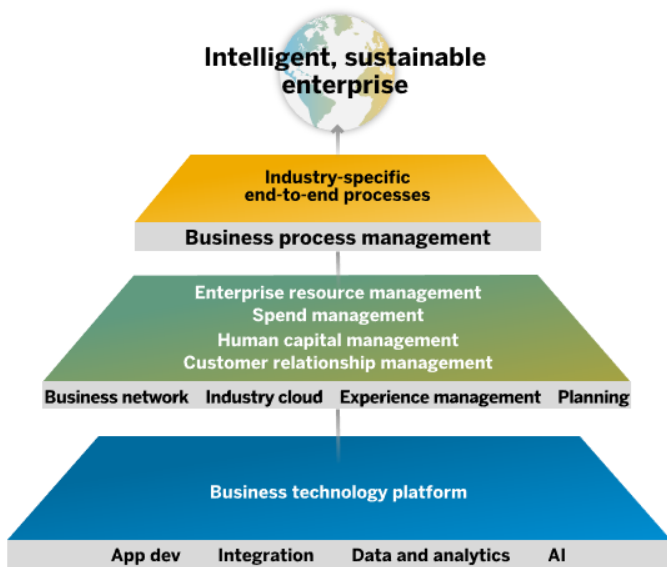 Intelligent, sustainable
enterprise
Industry-specific
end-to-end processes
Business process management
Enterprise resource management
Spend management
Human capital management
Customer relationship management
Business network Industry cloud Experience management Planning
Business technology platform
App dev Integration Data and analytics AI